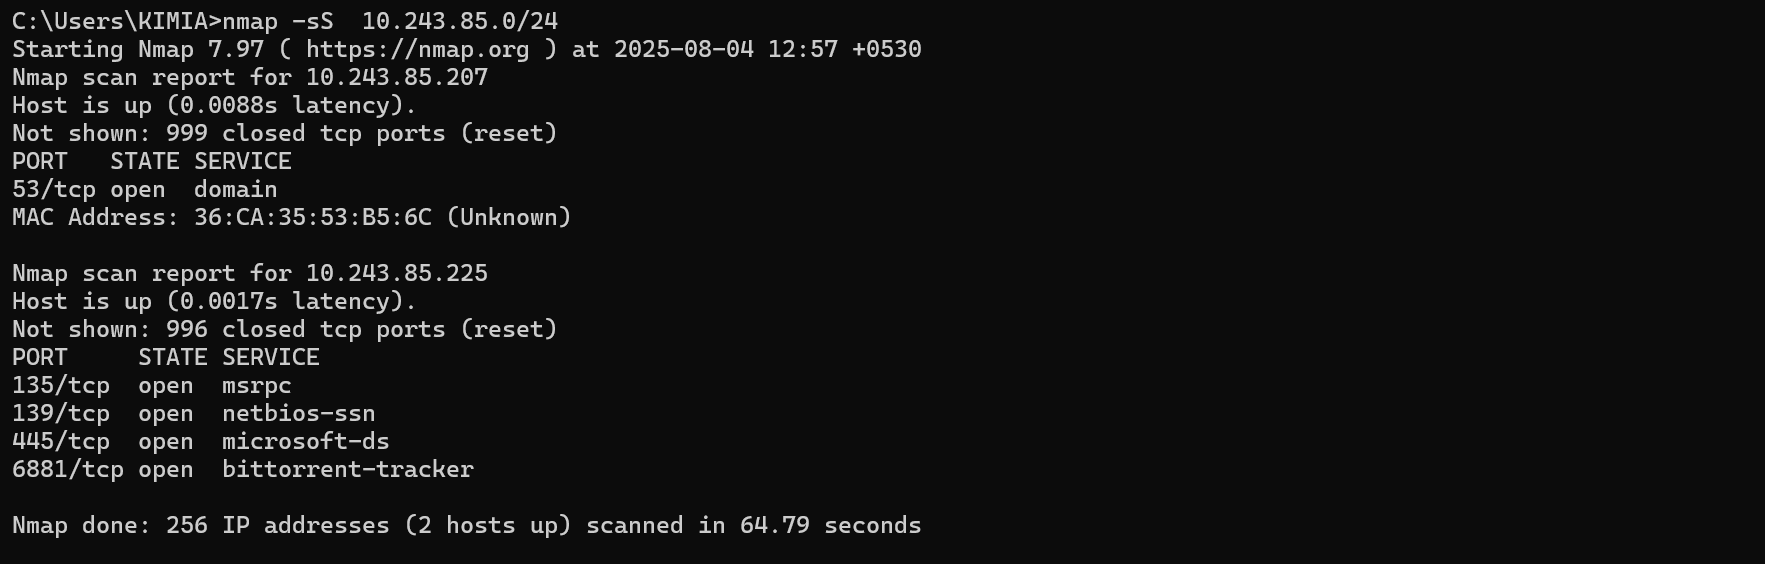 C:\Users\KIMIA>nmap -sS  10.243.85.0/24
Starting Nmap 7.97 ( https://nmap.org ) at 2025-08-04 12:57 +0530
Nmap scan report for 10.243.85.207
Host is up (0.0088s latency).
Not shown: 999 closed tcp ports (reset)
PORT   STATE SERVICE
53/tcp open  domain
MAC Address: 36:CA:35:53:B5:6C (Unknown)

Nmap scan report for 10.243.85.225
Host is up (0.0017s latency).
Not shown: 996 closed tcp ports (reset)
PORT     STATE SERVICE
135/tcp  open  msrpc
139/tcp  open  netbios-ssn
445/tcp  open  microsoft-ds
6881/tcp open  bittorrent-tracker

Nmap done: 256 IP addresses (2 hosts up) scanned in 64.79 seconds